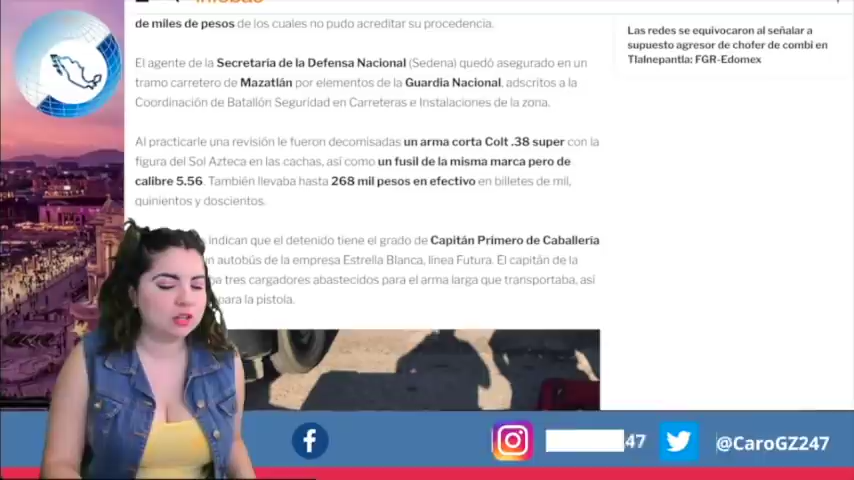 infobae
de miles de pesos de los cuales no pudo acreditar su procedencia.
Las redes se equivocaron al señalar a
supuesto agresor de chofer de combi en
Tlalnepantla: FGR-Edomex
El agente de la Secretaria de la Defensa Nacional (Sedena) quedó asegurado en un
tramo carretero de Mazatlán por elementos de la Guardia Nacional, adscritos a la
Coordinación de Batallón Seguridad en Carreteras e Instalaciones de la zona.
Al practicarle una revisión le fueron decomisadas un arma corta Colt .38 super con la
figura del Sol Azteca en las cachas, así como un fusil de la misma marca pero de
calibre 5.56. También llevaba hasta 268 mil pesos en efectivo en billetes de mil,
quinientos y doscientos.
indican que el detenido tiene el grado de Capitán Primero de Caballería
autobús de la empresa Estrella Blanca, línea Futura. El capitán de la
tres cargadores abastecidos para el arma larga que transportaba, así
para la pistola.
47
@CaroGZ247